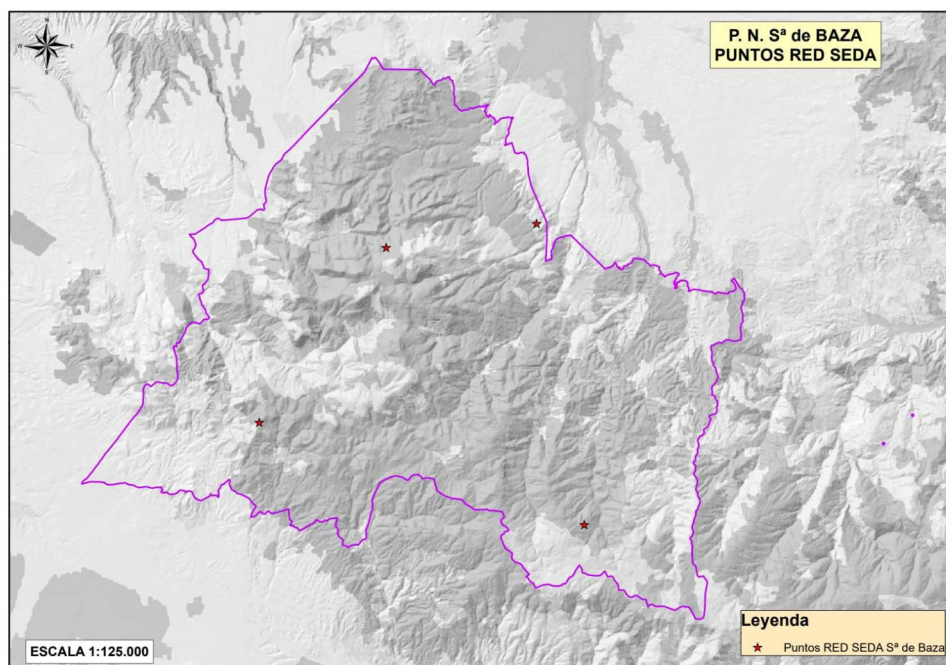 P. N. Sª de BAZA
PUNTOS RED SEDA
N
W E
S
ESCALA 1:125.000
Leyenda
Puntos RED SEDA Sª de Baza